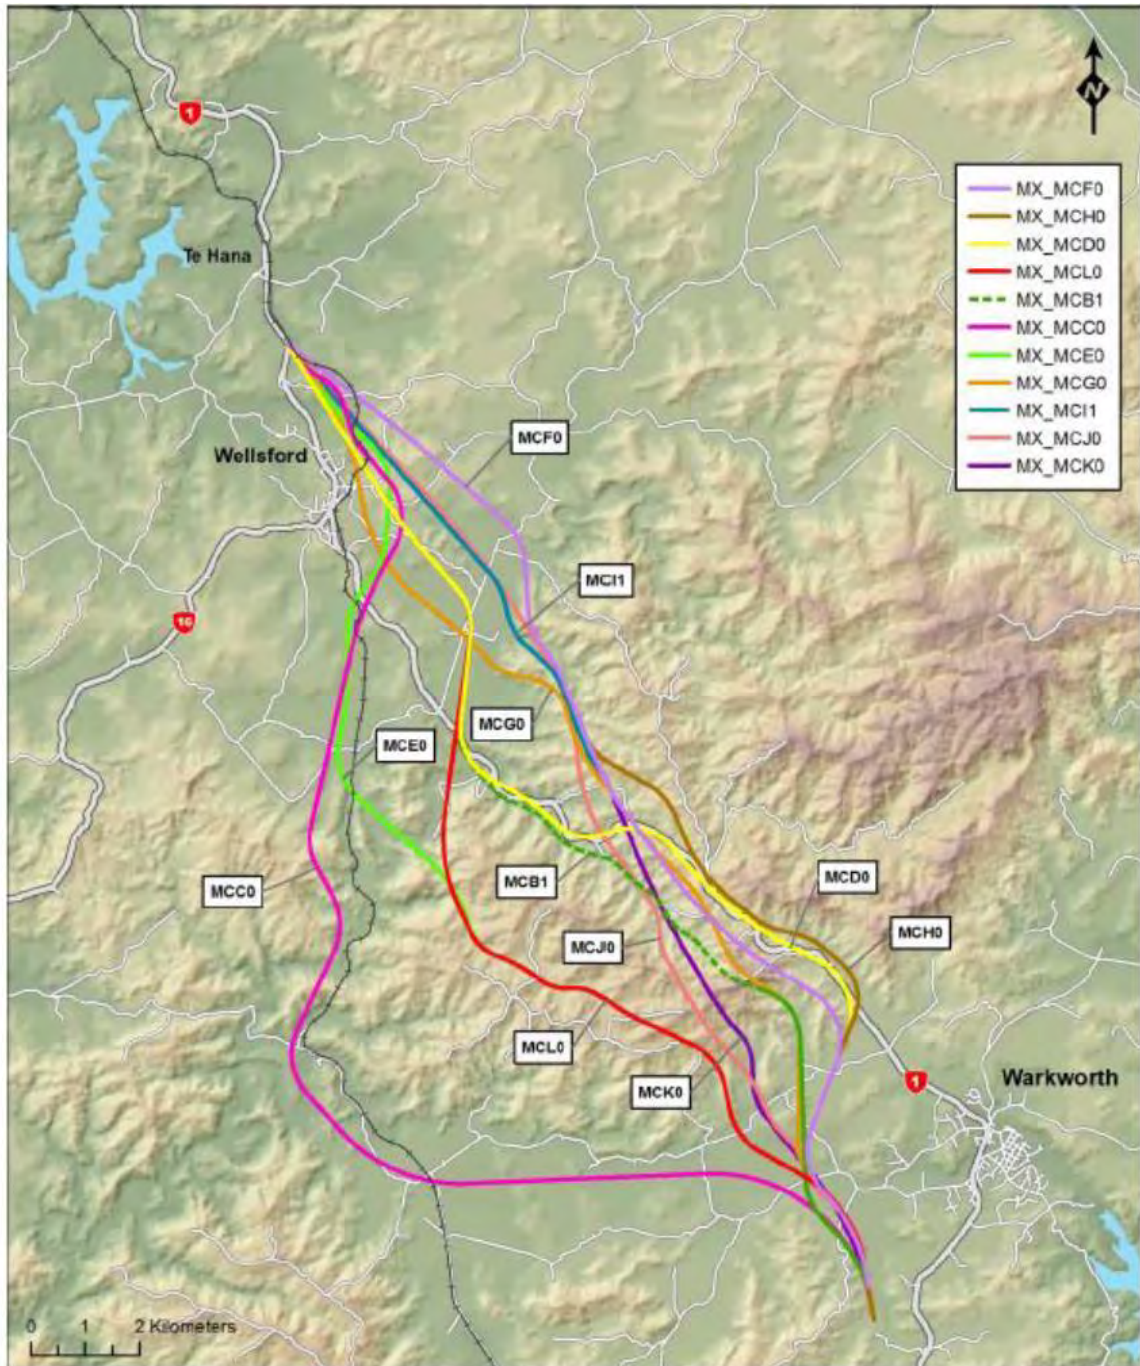 1
N
MX_MCF0
MX_MCH0
MX_MCD0
MX_MCL0
MX_MCB1
MX_MCC0
MX_MCE0
MX_MCG0
MX_MCI1
MX_MCJ0
MX_MCK0
Te Hana
MCF0
Wellsford
MCI1
16
MCG0
MCE0
MCB1
MCD0
MCC0
MCH0
MCJ0
MCL0
1
Warkworth
MCK0
0 1 2 Kilometers